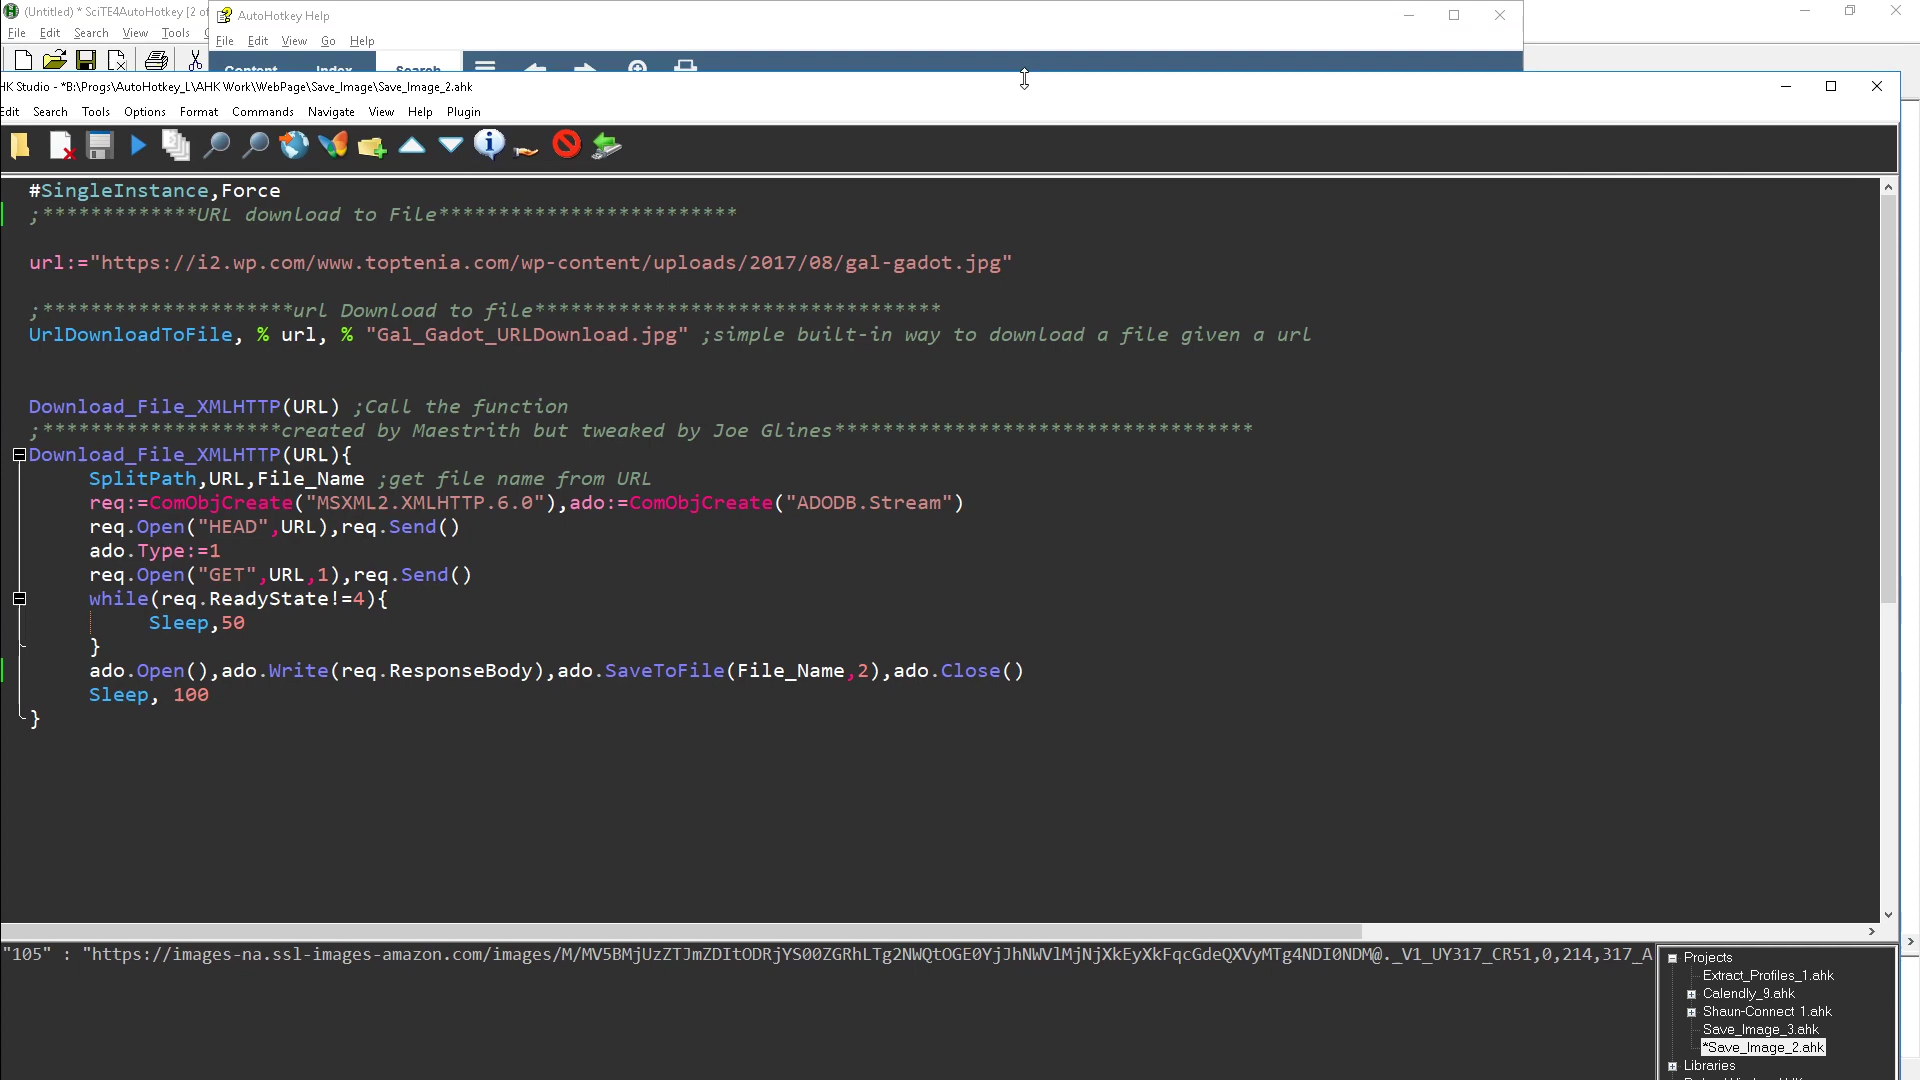 (Untitled) * SciTE4AutoHotkey [2 of
File Edit Search View Tools
AutoHotkey Help
File Edit View Go Help
Content Index Search
HK Studio - *B:\Progs\AutoHotkey_L\AHK Work\WebPage\Save_Image\Save_Image_2.ahk
Edit Search Tools Options Format Commands Navigate View Help Plugin
#SingleInstance,Force
;*************URL download to File*************************
url:="https://i2.wp.com/www.toptenia.com/wp-content/uploads/2017/08/gal-gadot.jpg"
;*********************url Download to file**********************************
UrlDownloadToFile, % url, % "Gal_Gadot_URLDownload.jpg" ;simple built-in way to download a file given a url
Download_File_XMLHTTP(URL) ;Call the function
;********************created by Maestrith but tweaked by Joe Glines***********************************
Download_File_XMLHTTP(URL){
SplitPath,URL,File_Name ;get file name from URL
req:=ComObjCreate("MSXML2.XMLHTTP.6.0"),ado:=ComObjCreate("ADODB.Stream")
req.Open("HEAD",URL),req.Send()
ado.Type:=1
req.Open("GET",URL,1),req.Send()
while(req.ReadyState!=4){
Sleep,50
}
ado.Open(),ado.Write(req.ResponseBody),ado.SaveToFile(File_Name,2),ado.Close()
Sleep, 100
}
"105" : "https://images-na.ssl-images-amazon.com/images/M/MV5BMjUzZTJmZDItODRjYS00ZGRhLTg2NWQtOGE0YjJhNWVlMjNjXkEyXkFqcGdeQXVyMTg4NDI0NDM@._V1_UY317_CR51,0,214,317_A
Projects
Extract_Profiles_1.ahk
Calendly_9.ahk
Shaun-Connect 1.ahk
Save_Image_3.ahk
*Save_Image_2.ahk
Libraries